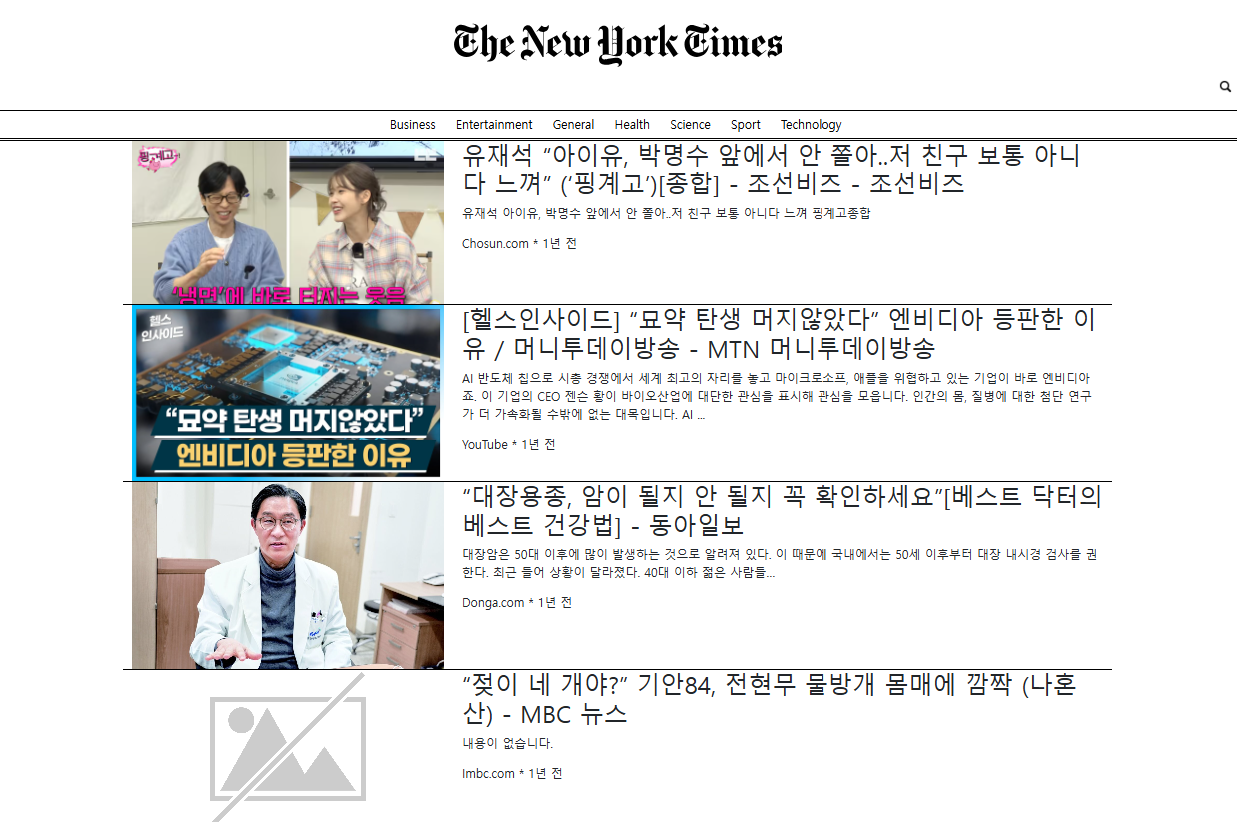 The New York Times
Business Entertainment General Health Science Sport Technology
핑계고
유재석 “아이유, 박명수 앞에서 안 쫄아..저 친구 보통 아니
다 느껴” (‘핑계고’)[종합] - 조선비즈 - 조선비즈
유재석 아이유, 박명수 앞에서 안 쫄아..저 친구 보통 아니다 느껴 핑계고종합
Chosun.com * 1년 전
‘냉면’에 바로 터지는 웃음
헬스
인사이드
“묘약 탄생 머지않았다”
엔비디아 등판한 이유
[헬스인사이드] “묘약 탄생 머지않았다” 엔비디아 등판한 이
유 / 머니투데이방송 - MTN 머니투데이방송
AI 반도체 칩으로 시총 경쟁에서 세계 최고의 자리를 놓고 마이크로소프, 애플을 위협하고 있는 기업이 바로 엔비디아
죠. 이 기업의 CEO 젠슨 황이 바이오산업에 대단한 관심을 표시해 관심을 모읍니다. 인간의 몸, 질병에 대한 첨단 연구
가 더 가속화될 수밖에 없는 대목입니다. AI ...
YouTube * 1년 전
“대장용종, 암이 될지 안 될지 꼭 확인하세요”[베스트 닥터의
베스트 건강법] - 동아일보
대장암은 50대 이후에 많이 발생하는 것으로 알려져 있다. 이 때문에 국내에서는 50세 이후부터 대장 내시경 검사를 권
한다. 최근 들어 상황이 달라졌다. 40대 이하 젊은 사람들…
Donga.com * 1년 전
“젖이 네 개야?” 기안84, 전현무 물방개 몸매에 깜짝 (나혼
산) - MBC 뉴스
내용이 없습니다.
Imbc.com * 1년 전